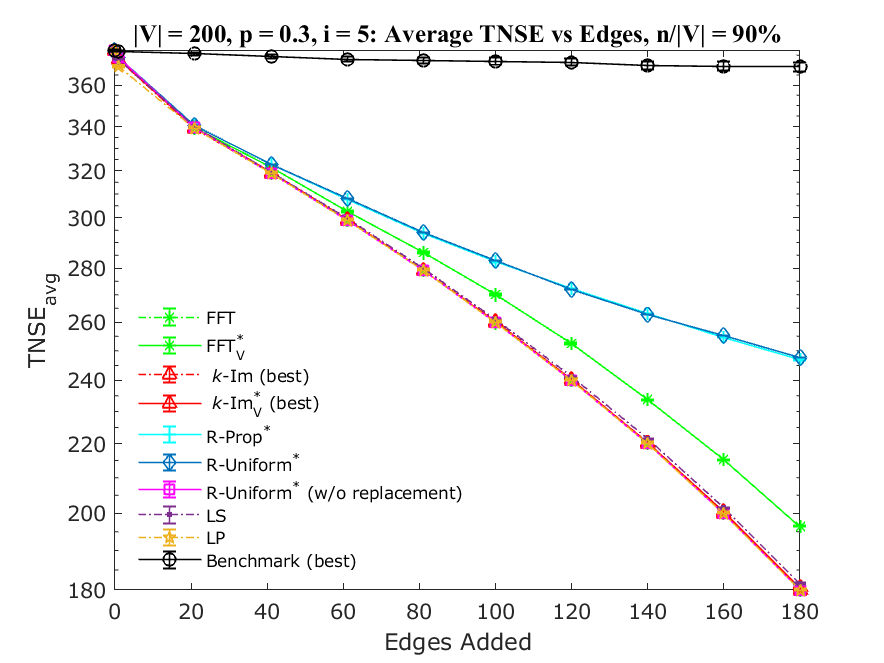 |V| = 200, p = 0.3, i = 5: Average TNSE vs Edges, n/|V| = 90%
360
340
320
300
280
260
240
220
200
180
TNSE_avg
FFT
FFT*_V
k-Im (best)
k-Im*_V (best)
R-Prop*
R-Uniform*
R-Uniform* (w/o replacement)
LS
LP
Benchmark (best)
0 20 40 60 80 100 120 140 160 180
Edges Added